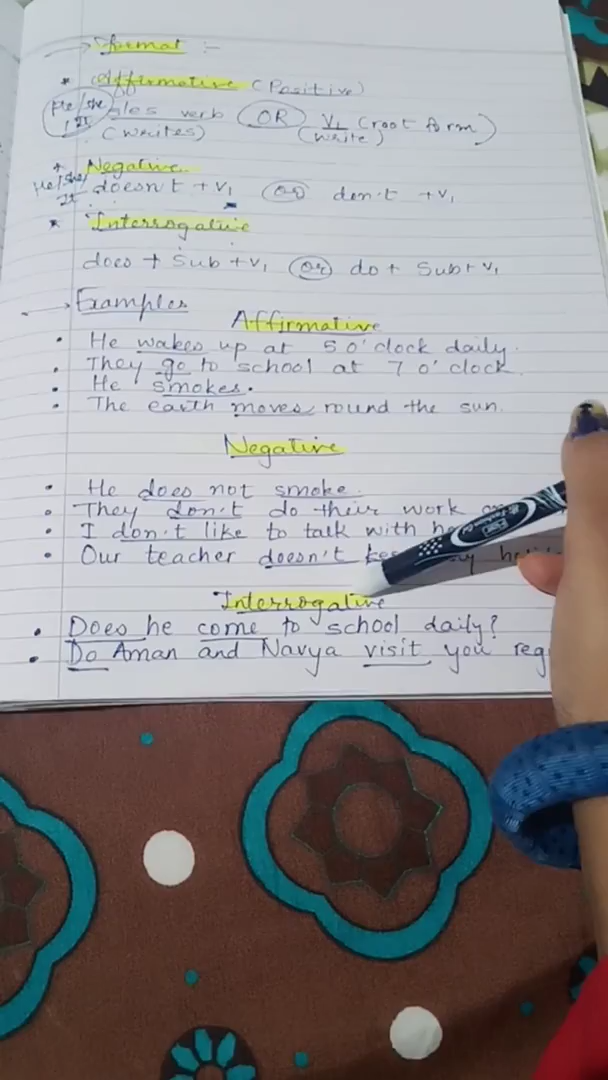 → Format :-
* Affirmative (Positive)
He/she/It s/es verb OR V1 (root form)
(writes) (write)
* Negative
He/She/It doesn't + V1 or don't + V1
* Interrogative
does + Sub + V1 or do + Sub + V1
→ Examples
Affirmative
• He wakes up at 5 o'clock daily.
• They go to school at 7 o'clock.
• He smokes.
• The earth moves round the sun.
Negative
• He does not smoke.
• They don't do their work
• I don't like to talk with
• Our teacher doesn't
Interrogative
• Does he come to school daily?
• Do Aman and Navya visit you reg